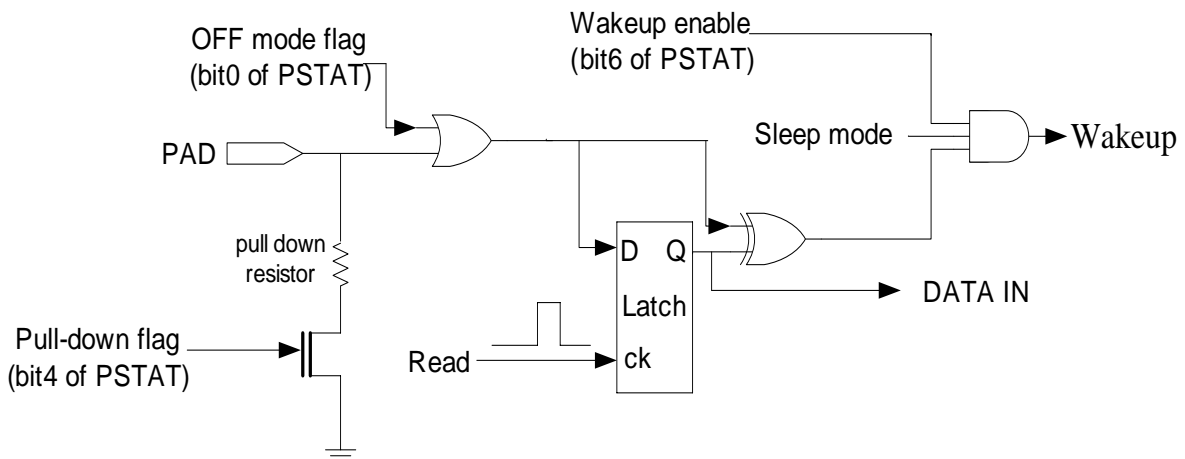 OFF mode flag
(bit0 of PSTAT)
Wakeup enable
(bit6 of PSTAT)
Sleep mode
Wakeup
PAD
pull down
resistor
D Q
Latch
ck
DATA IN
Pull-down flag
(bit4 of PSTAT)
Read